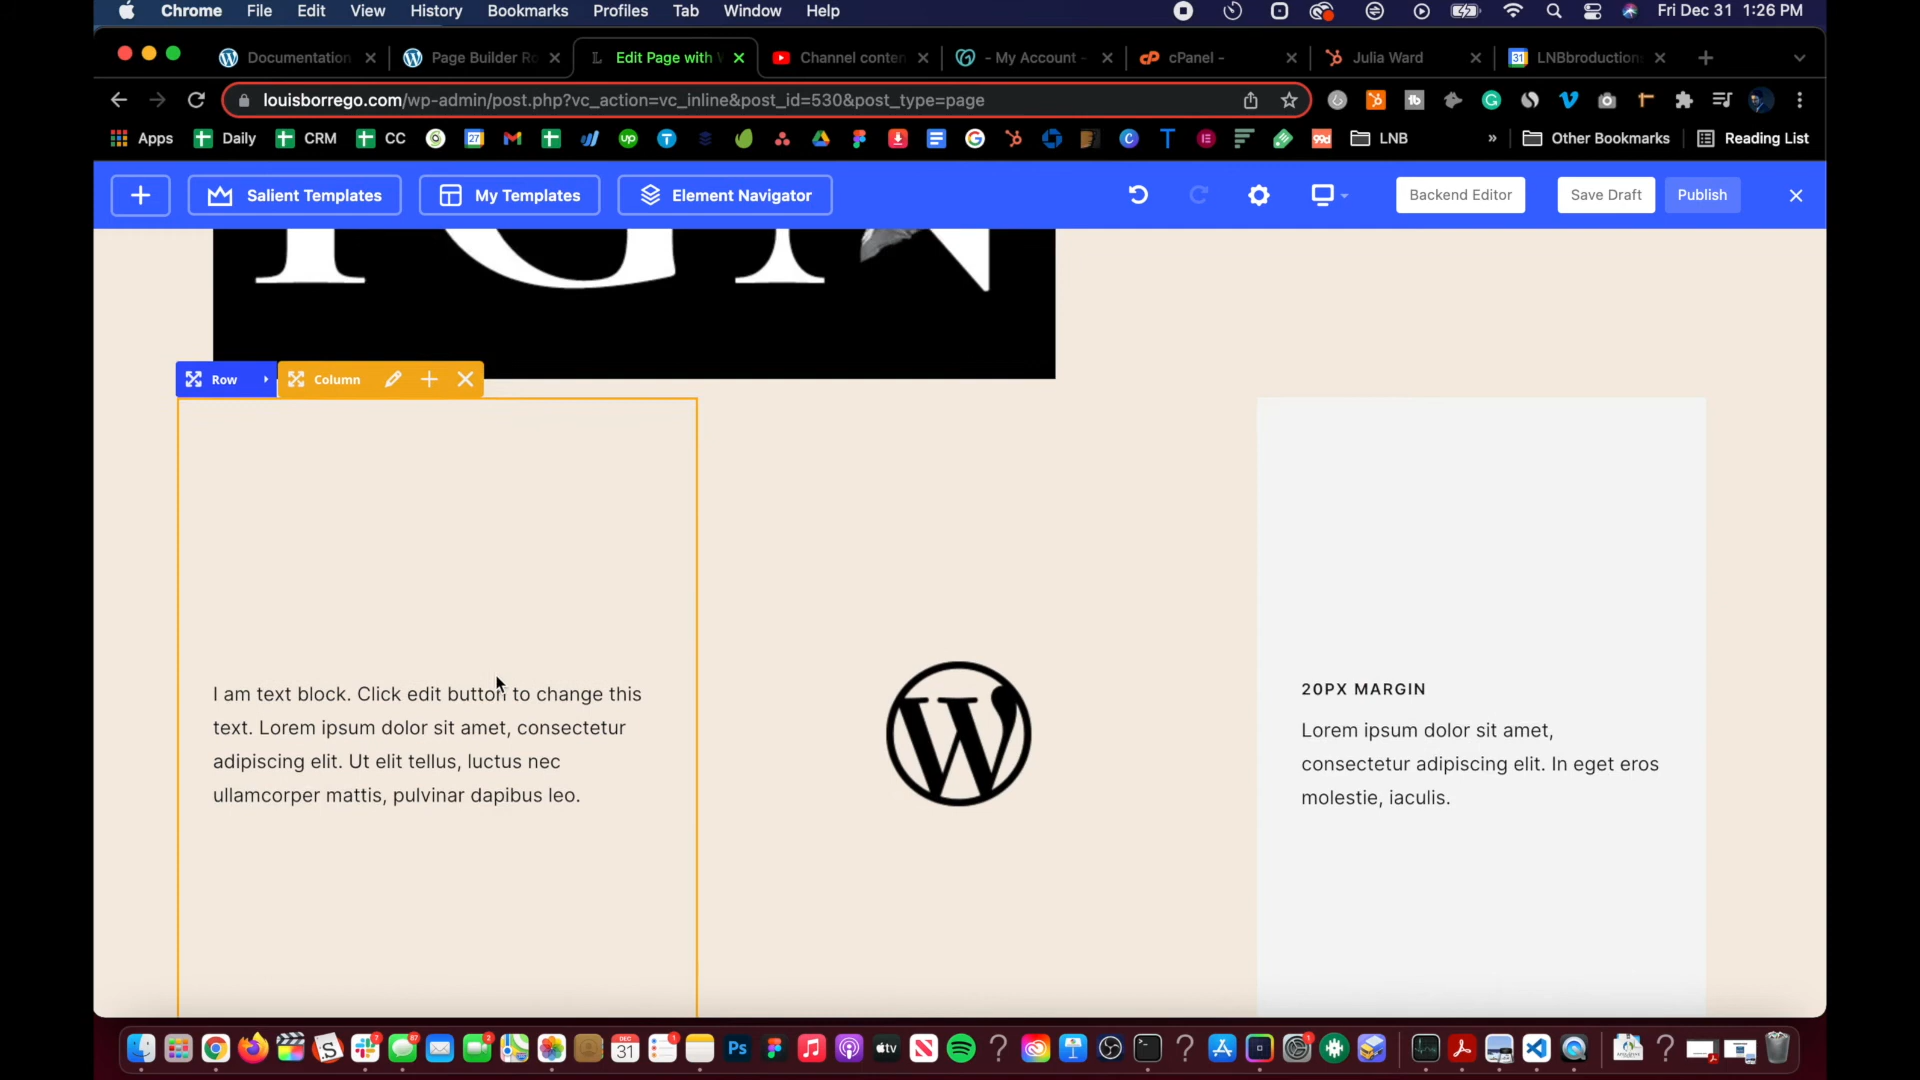 Chrome File Edit View History Bookmarks Profiles Tab Window Help Fri Dec 31 1:26 PM
Documentation Page Builder Ro Edit Page with Channel conten - My Account - cPanel - Julia Ward LNBbroduction
louisborrego.com/wp-admin/post.php?vc_action=vc_inline&post_id=530&post_type=page
Apps Daily CRM CC LNB » Other Bookmarks Reading List
Salient Templates My Templates Element Navigator Backend Editor Save Draft Publish
IGN
Row Column
I am text block. Click edit button to change this
text. Lorem ipsum dolor sit amet, consectetur
adipiscing elit. Ut elit tellus, luctus nec
ullamcorper mattis, pulvinar dapibus leo.
20PX MARGIN
Lorem ipsum dolor sit amet,
consectetur adipiscing elit. In eget eros
molestie, iaculis.